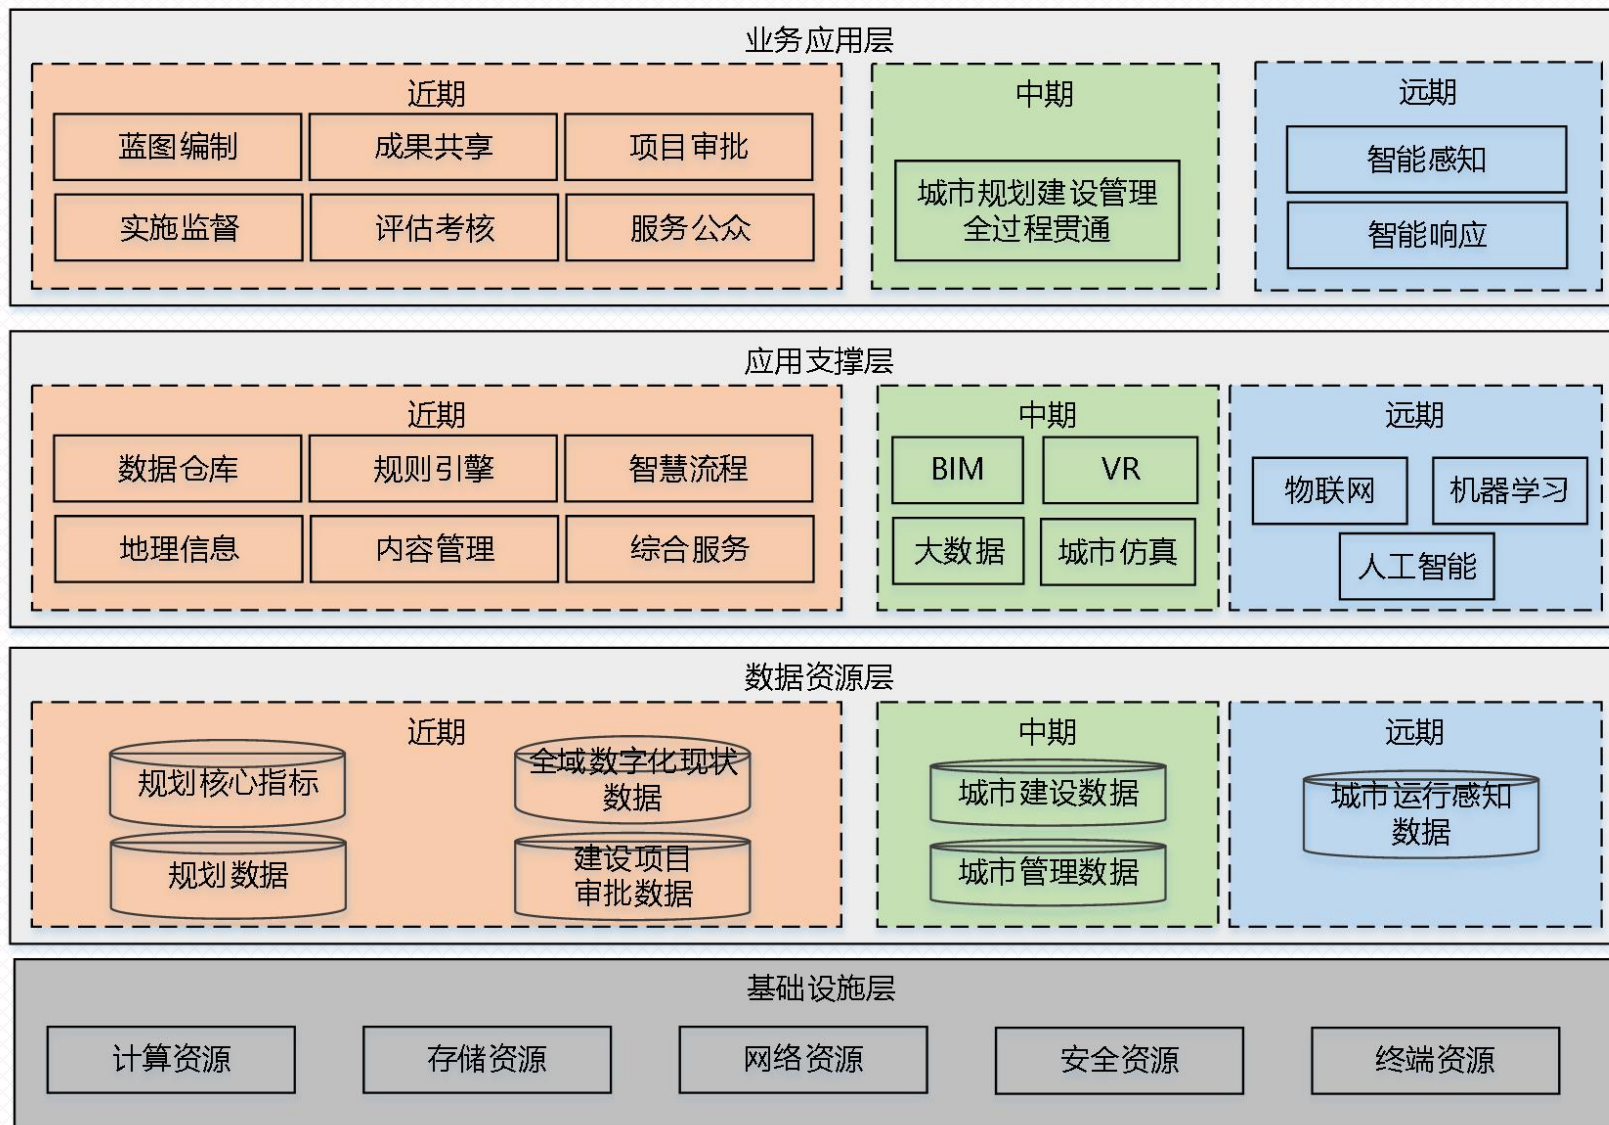 业务应用层
近期
中期
远期
蓝图编制
成果共享
项目审批
实施监督
评估考核
服务公众
城市规划建设管理
全过程贯通
智能感知
智能响应
应用支撑层
近期
中期
远期
数据仓库
规则引擎
智慧流程
地理信息
内容管理
综合服务
BIM
VR
大数据
城市仿真
物联网
机器学习
人工智能
数据资源层
近期
中期
远期
规划核心指标
全域数字化现状
数据
规划数据
建设项目
审批数据
城市建设数据
城市管理数据
城市运行感知
数据
基础设施层
计算资源
存储资源
网络资源
安全资源
终端资源